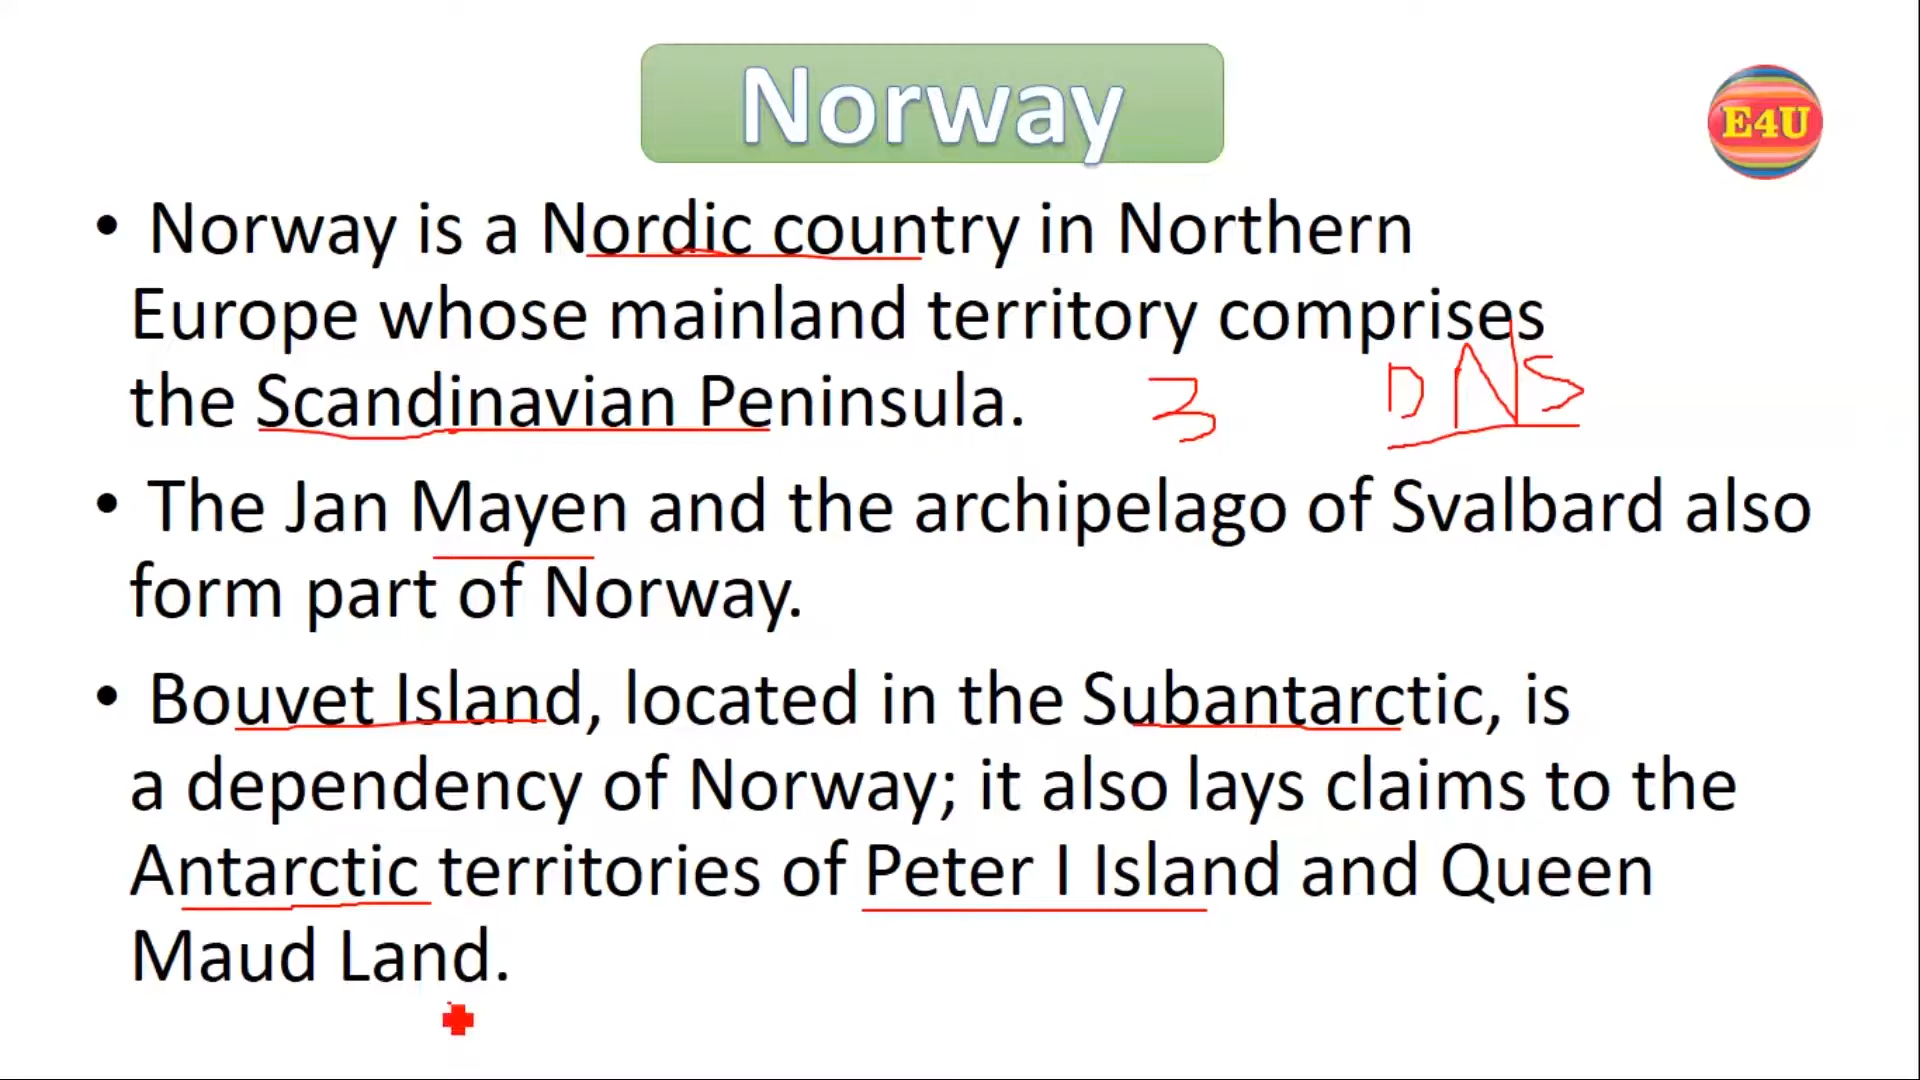 Norway
E4U
• Norway is a Nordic country in Northern
Europe whose mainland territory comprises
the Scandinavian Peninsula. 3 DNS
• The Jan Mayen and the archipelago of Svalbard also
form part of Norway.
• Bouvet Island, located in the Subantarctic, is
a dependency of Norway; it also lays claims to the
Antarctic territories of Peter I Island and Queen
Maud Land.